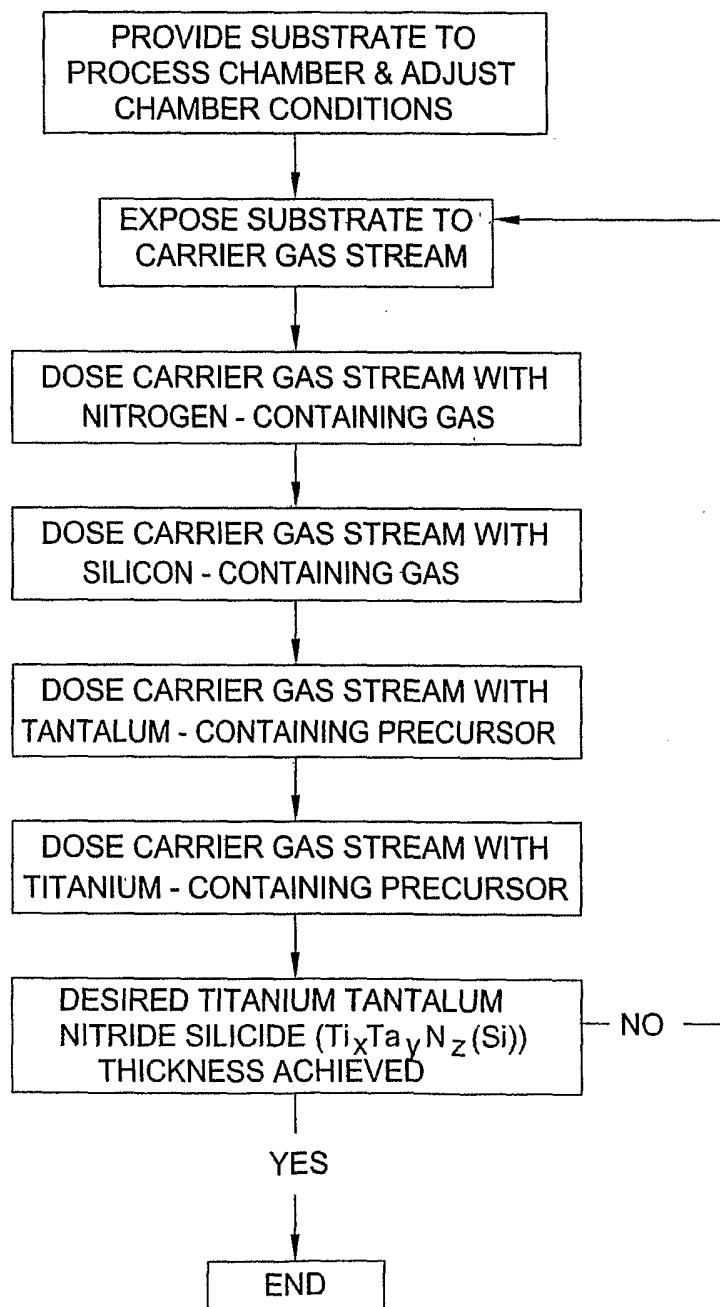 PROVIDE SUBSTRATE TO
PROCESS CHAMBER & ADJUST
CHAMBER CONDITIONS
EXPOSE SUBSTRATE TO
CARRIER GAS STREAM
DOSE CARRIER GAS STREAM WITH
NITROGEN - CONTAINING GAS
DOSE CARRIER GAS STREAM WITH
SILICON - CONTAINING GAS
DOSE CARRIER GAS STREAM WITH
TANTALUM - CONTAINING PRECURSOR
DOSE CARRIER GAS STREAM WITH
TITANIUM - CONTAINING PRECURSOR
DESIRED TITANIUM TANTALUM
NITRIDE SILICIDE (TixTayNz(Si))
THICKNESS ACHIEVED
NO
YES
END